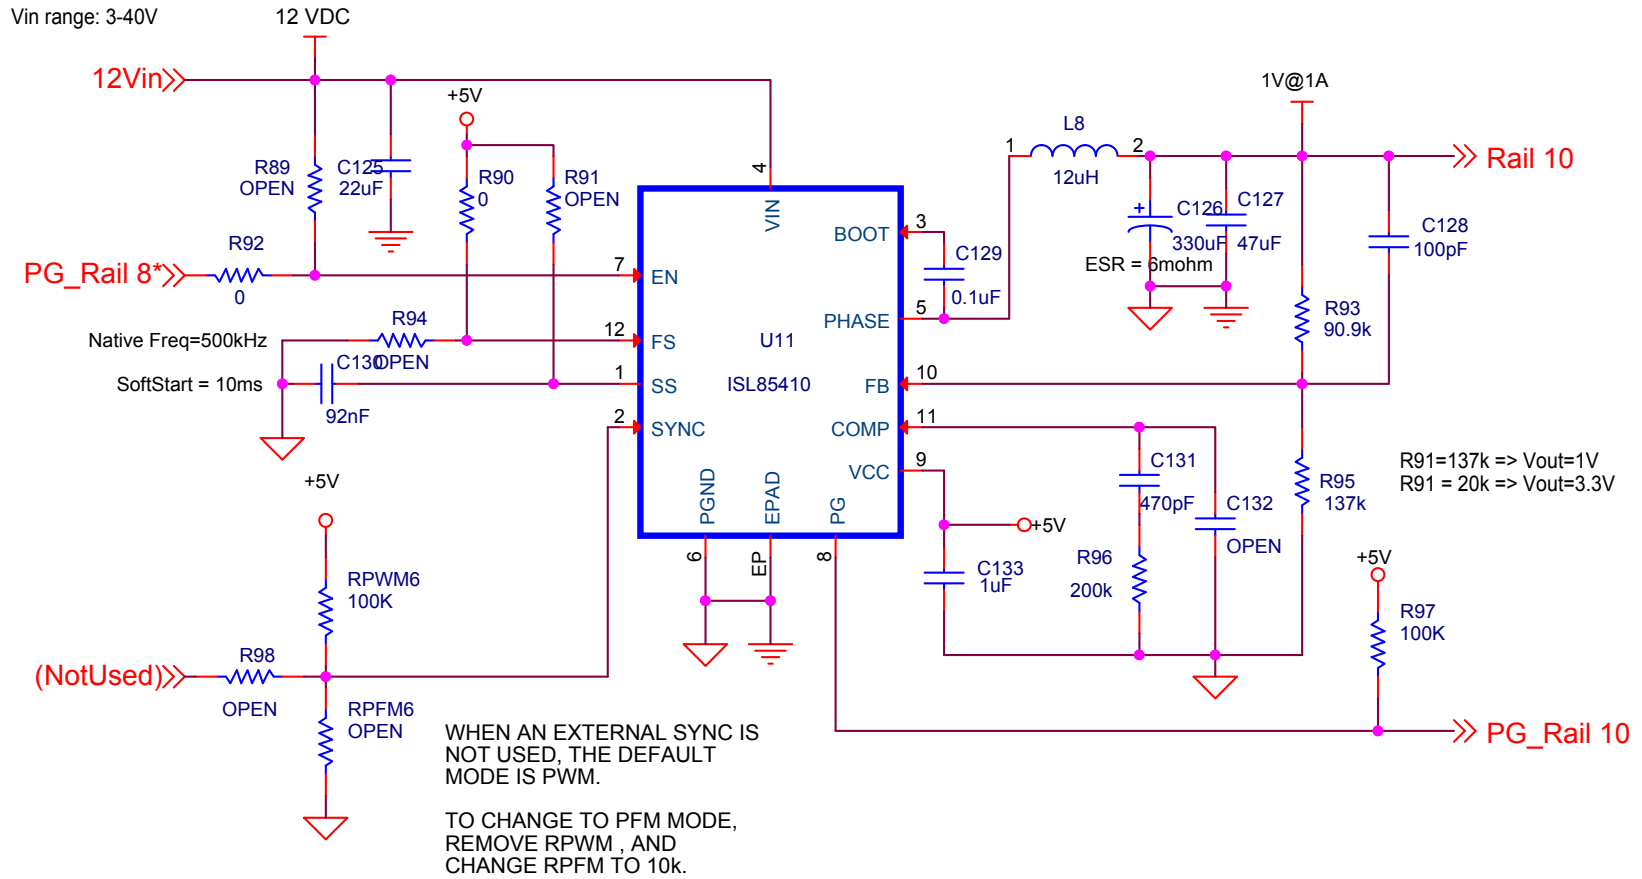 Vin range: 3-40V
12 VDC
12Vin
+5V
1V@1A
L8
1
2
12uH
Rail 10
R89
OPEN
C125
22uF
R90
0
R91
OPEN
4
VIN
BOOT
3
C129
0.1uF
C126
330uF
ESR = 6mohm
C127
47uF
C128
100pF
R92
0
PG_Rail 8*
7
EN
PHASE
5
R93
90.9k
Native Freq=500kHz
R94
OPEN
12
FS
U11
SoftStart = 10ms
C130
92nF
1
SS
ISL85410
FB
10
2
SYNC
COMP
11
VCC
9
C131
470pF
C132
OPEN
R95
137k
R91=137k => Vout=1V
R91 = 20k => Vout=3.3V
+5V
PGND
EPAD
PG
6
EP
8
+5V
C133
1uF
R96
200k
+5V
R97
100K
RPWM6
100K
(NotUsed)
R98
OPEN
RPFM6
OPEN
PG_Rail 10
WHEN AN EXTERNAL SYNC IS
NOT USED, THE DEFAULT
MODE IS PWM.
TO CHANGE TO PFM MODE,
REMOVE RPWM , AND
CHANGE RPFM TO 10k.